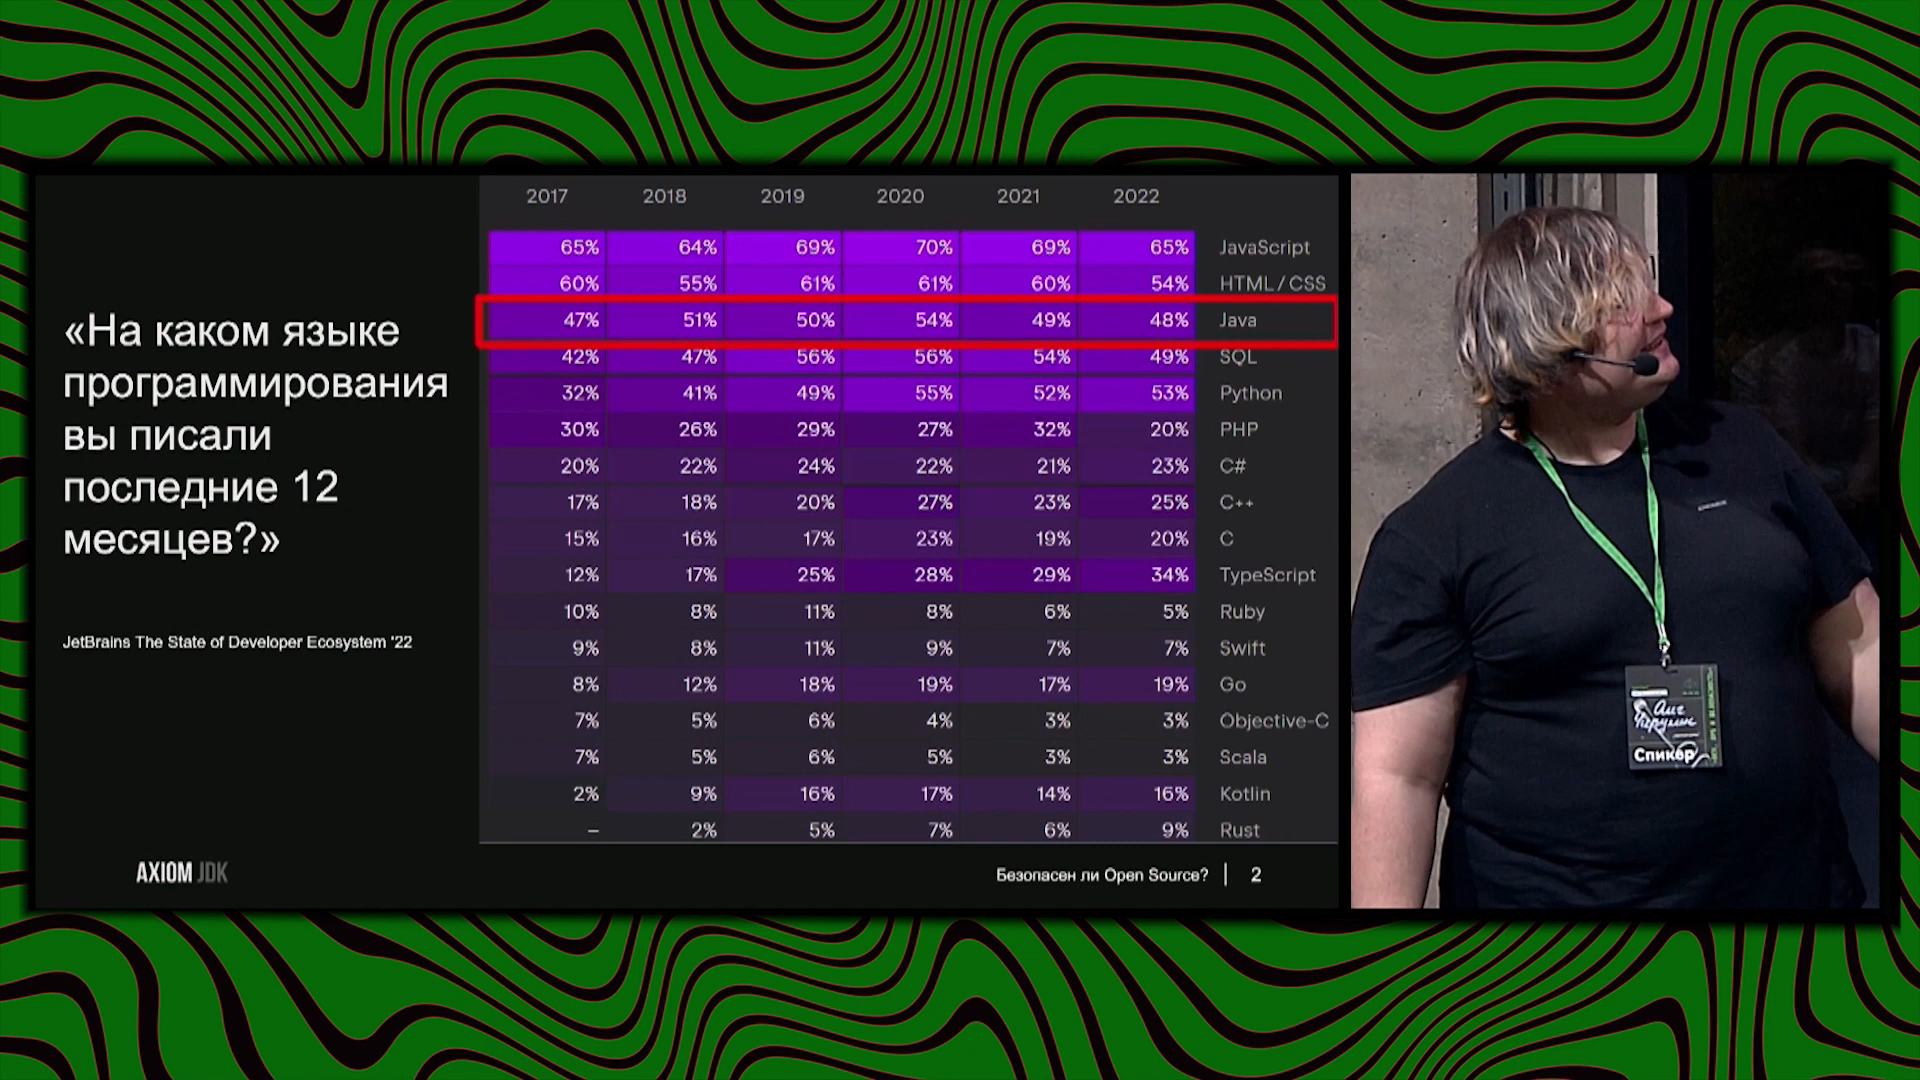 «На каком языке
программирования
вы писали
последние 12
месяцев?»
JetBrains The State of Developer Ecosystem '22
2017 2018 2019 2020 2021 2022
65% 64% 69% 70% 69% 65% JavaScript
60% 55% 61% 61% 60% 54% HTML / CSS
47% 51% 50% 54% 49% 48% Java
42% 47% 56% 56% 54% 49% SQL
32% 41% 49% 55% 52% 53% Python
30% 26% 29% 27% 32% 20% PHP
20% 22% 24% 22% 21% 23% C#
17% 18% 20% 27% 23% 25% C++
15% 16% 17% 23% 19% 20% C
12% 17% 25% 28% 29% 34% TypeScript
10% 8% 11% 8% 6% 5% Ruby
9% 8% 11% 9% 7% 7% Swift
8% 12% 18% 19% 17% 19% Go
7% 5% 6% 4% 3% 3% Objective-C
7% 5% 6% 5% 3% 3% Scala
2% 9% 16% 17% 14% 16% Kotlin
– 2% 5% 7% 6% 9% Rust
AXIOM JDK
Безопасен ли Open Source? | 2
Спикер